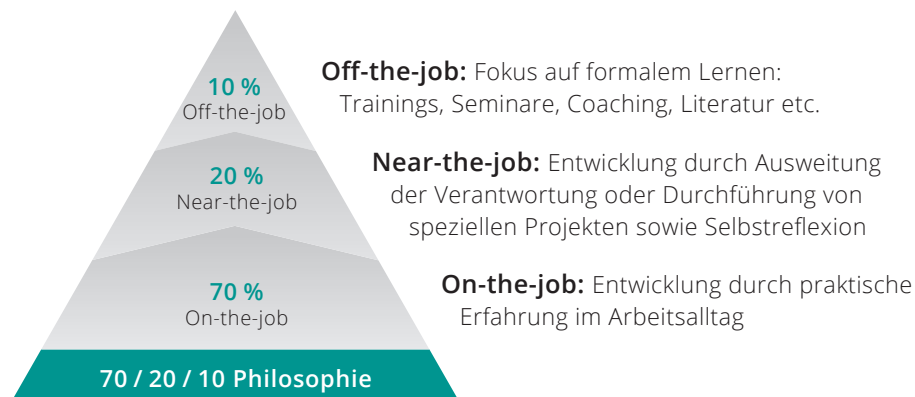 10 %
Off-the-job
Off-the-job: Fokus auf formalem Lernen:
Trainings, Seminare, Coaching, Literatur etc.
20 %
Near-the-job
Near-the-job: Entwicklung durch Ausweitung
der Verantwortung oder Durchführung von
speziellen Projekten sowie Selbstreflexion
70 %
On-the-job
On-the-job: Entwicklung durch praktische
Erfahrung im Arbeitsalltag
70 / 20 / 10 Philosophie